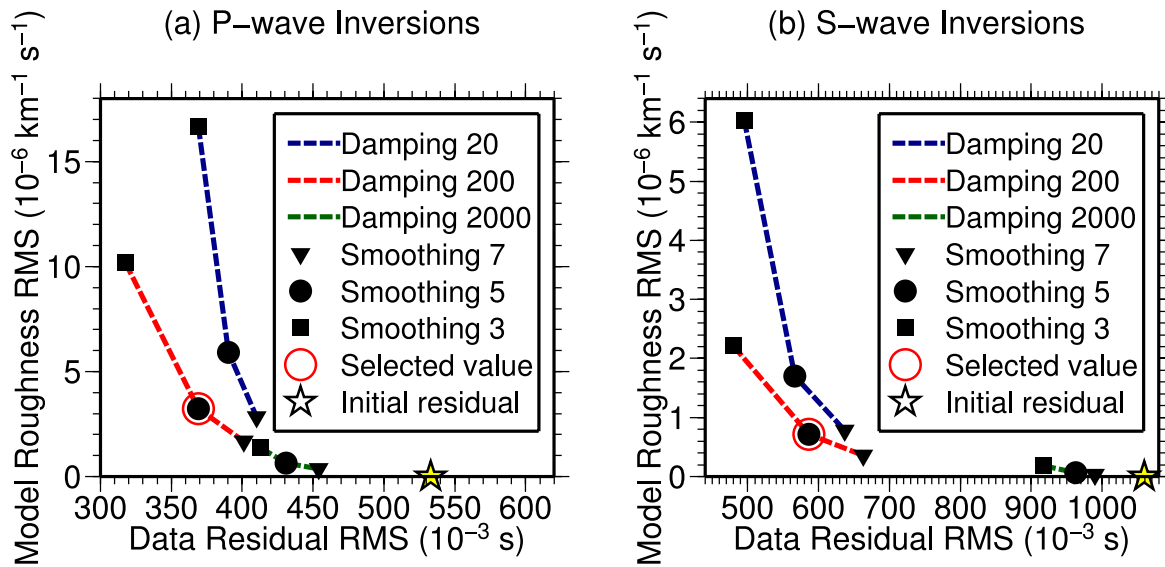 (a) P−wave Inversions
Model Roughness RMS (10⁻⁶ km⁻¹ s⁻¹)
15
10
5
0
300 350 400 450 500 550 600
Data Residual RMS (10⁻³ s)
Damping 20
Damping 200
Damping 2000
Smoothing 7
Smoothing 5
Smoothing 3
Selected value
Initial residual
(b) S−wave Inversions
Model Roughness RMS (10⁻⁶ km⁻¹ s⁻¹)
6
5
4
3
2
1
0
500 600 700 800 900 1000
Data Residual RMS (10⁻³ s)
Damping 20
Damping 200
Damping 2000
Smoothing 7
Smoothing 5
Smoothing 3
Selected value
Initial residual